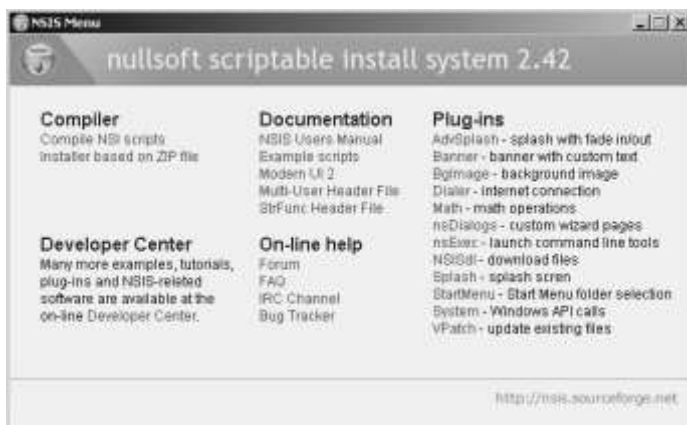 NSIS Menu
nullsoft scriptable install system 2.42
Compiler
Compile NSI scripts
Installer based on ZIP file
Developer Center
Many more examples, tutorials,
plug-ins and NSIS-related
software are available at the
on-line Developer Center.
Documentation
NSIS Users Manual
Example scripts
Modern UI 2
Multi-User Header File
StrFunc Header File
On-line help
Forum
FAQ
IRC Channel
Bug Tracker
Plug-ins
AdvSplash - splash with fade in/out
Banner - banner with custom text
BgImage - background image
Dialer - internet connection
Math - math operations
nsDialogs - custom wizard pages
nsExec - launch command line tools
NSISdl - download files
Splash - splash scren
StartMenu - Start Menu folder selection
System - Windows API calls
VPatch - update existing files
http://nsis.sourceforge.net